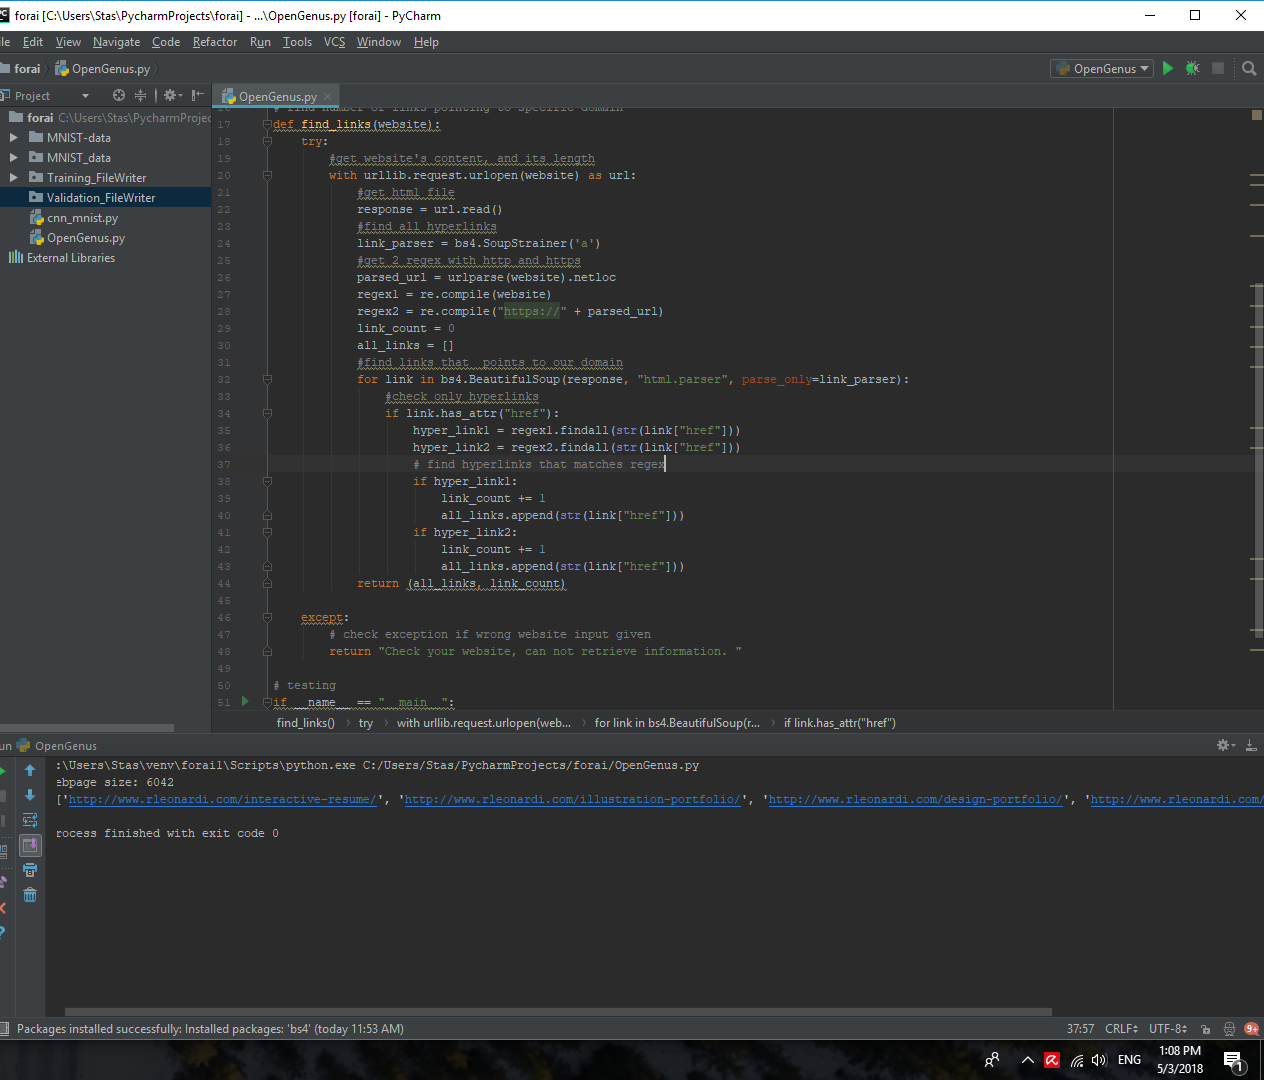 forai [C:\Users\Stas\PycharmProjects\forai] - ...\OpenGenus.py [forai] - PyCharm
Edit View Navigate Code Refactor Run Tools VCS Window Help
forai OpenGenus.py OpenGenus
Project OpenGenus.py
forai C:\Users\Stas\PycharmProjec
MNIST-data
MNIST_data
Training_FileWriter
Validation_FileWriter
cnn_mnist.py
OpenGenus.py
External Libraries
16 # find number of links pointing to specific domain
17 def find_links(website):
18 try:
19 #get website's content, and its length
20 with urllib.request.urlopen(website) as url:
21 #get html file
22 response = url.read()
23 #find all hyperlinks
24 link_parser = bs4.SoupStrainer('a')
25 #get 2 regex with http and https
26 parsed_url = urlparse(website).netloc
27 regex1 = re.compile(website)
28 regex2 = re.compile("https://" + parsed_url)
29 link_count = 0
30 all_links = []
31 #find links that  points to our domain
32 for link in bs4.BeautifulSoup(response, "html.parser", parse_only=link_parser):
33 #check only hyperlinks
34 if link.has_attr("href"):
35 hyper_link1 = regex1.findall(str(link["href"]))
36 hyper_link2 = regex2.findall(str(link["href"]))
37 # find hyperlinks that matches regex
38 if hyper_link1:
39 link_count += 1
40 all_links.append(str(link["href"]))
41 if hyper_link2:
42 link_count += 1
43 all_links.append(str(link["href"]))
44 return (all_links, link_count)
45
46 except:
47 # check exception if wrong website input given
48 return "Check your website, can not retrieve information. "
49
50 # testing
51 if __name__ == "__main__":
find_links() try with urllib.request.urlopen(web... for link in bs4.BeautifulSoup(r... if link.has_attr("href")
un OpenGenus
:\Users\Stas\venv\forai1\Scripts\python.exe C:/Users/Stas/PycharmProjects/forai/OpenGenus.py
ebpage size: 6042
['http://www.rleonardi.com/interactive-resume/', 'http://www.rleonardi.com/illustration-portfolio/', 'http://www.rleonardi.com/design-portfolio/', 'http://www.rleonardi.com/
rocess finished with exit code 0
Packages installed successfully: Installed packages: 'bs4' (today 11:53 AM) 37:57 CRLF UTF-8 9+
ENG 1:08 PM
5/3/2018 1